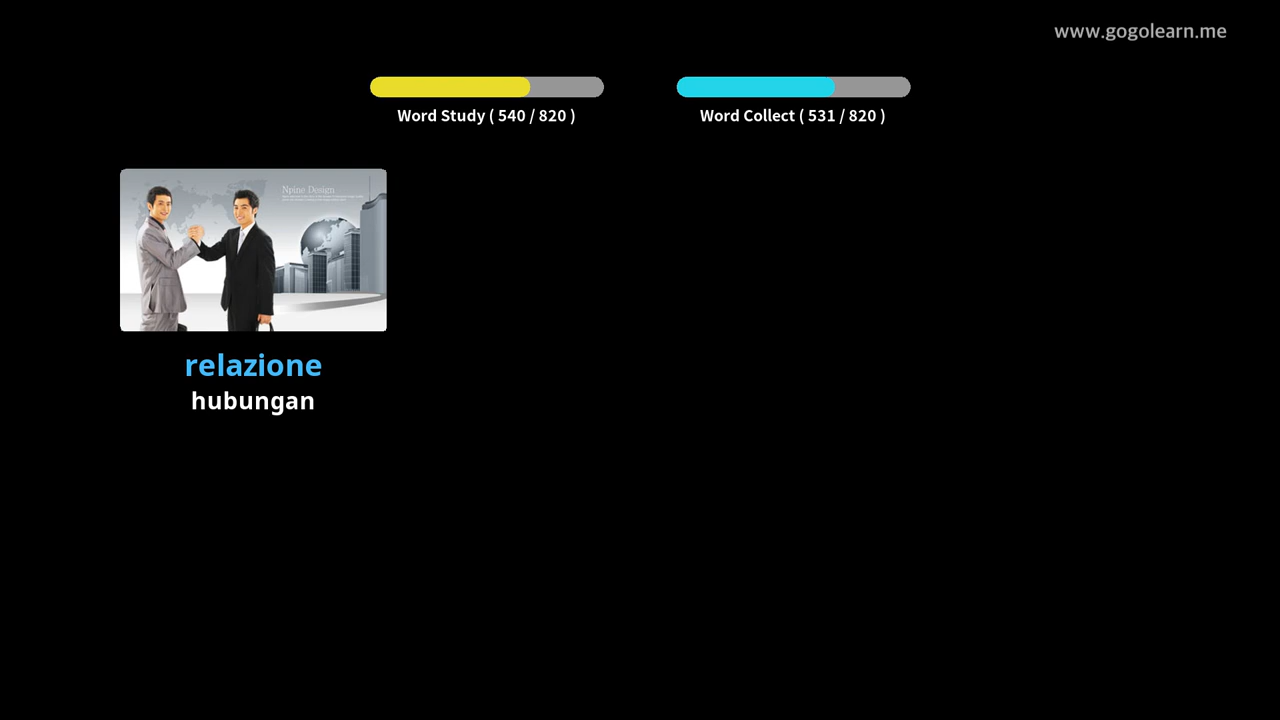 www.gogolearn.me
Word Study ( 540 / 820 )
Word Collect ( 531 / 820 )
Npine Design
relazione
hubungan